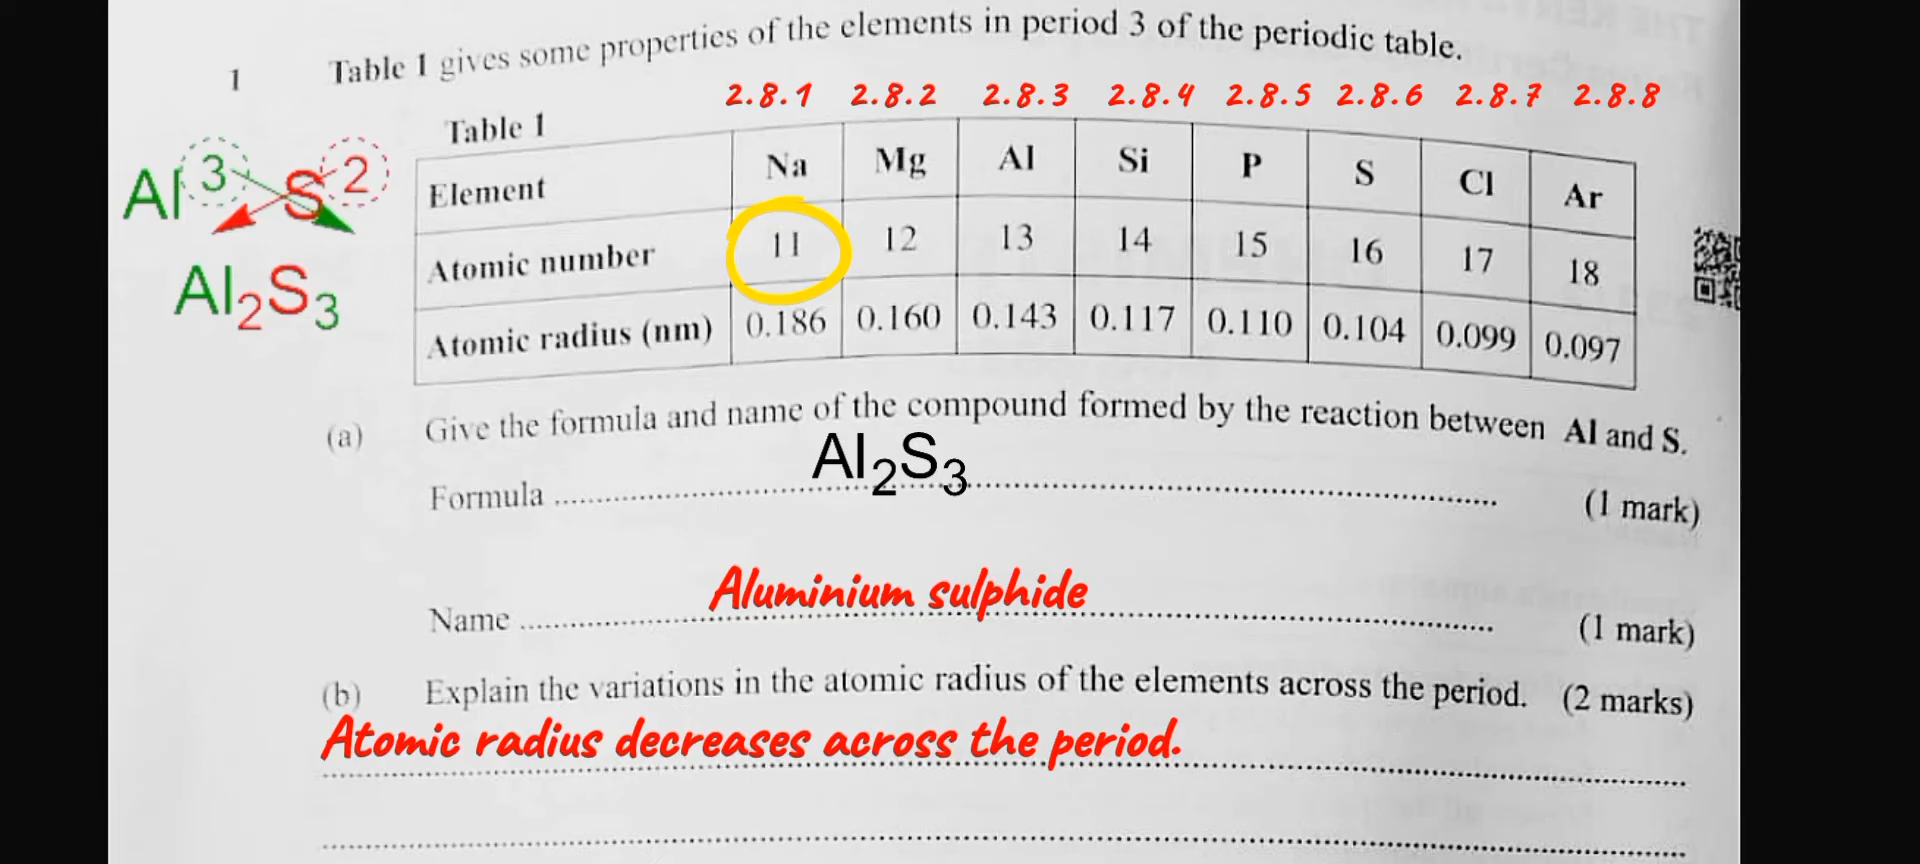 1 Table 1 gives some properties of the elements in period 3 of the periodic table.
2.8.1 2.8.2 2.8.3 2.8.4 2.8.5 2.8.6 2.8.7 2.8.8
Table 1
Al 3 S 2
Al2S3
Element Na Mg Al Si P S Cl Ar
Atomic number 11 12 13 14 15 16 17 18
Atomic radius (nm) 0.186 0.160 0.143 0.117 0.110 0.104 0.099 0.097
(a) Give the formula and name of the compound formed by the reaction between Al and S.
Al2S3
Formula (1 mark)
Aluminium sulphide
Name (1 mark)
(b) Explain the variations in the atomic radius of the elements across the period. (2 marks)
Atomic radius decreases across the period.